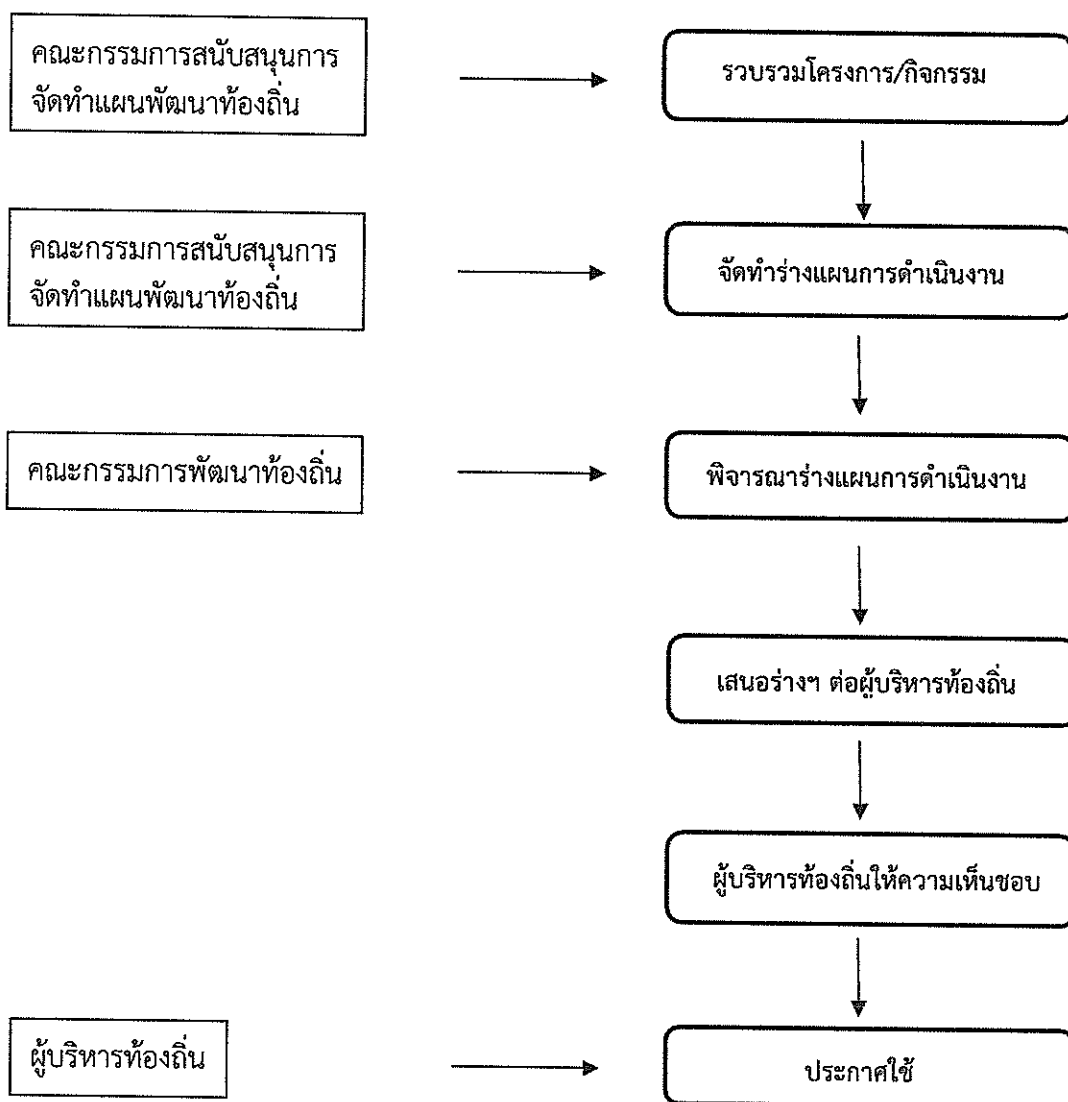 คณะกรรมการสนับสนุนการ
จัดทำแผนพัฒนาท้องถิ่น
รวบรวมโครงการ/กิจกรรม
คณะกรรมการสนับสนุนการ
จัดทำแผนพัฒนาท้องถิ่น
จัดทำร่างแผนการดำเนินงาน
คณะกรรมการพัฒนาท้องถิ่น
พิจารณาร่างแผนการดำเนินงาน
เสนอร่างฯ ต่อผู้บริหารท้องถิ่น
ผู้บริหารท้องถิ่นให้ความเห็นชอบ
ผู้บริหารท้องถิ่น
ประกาศใช้